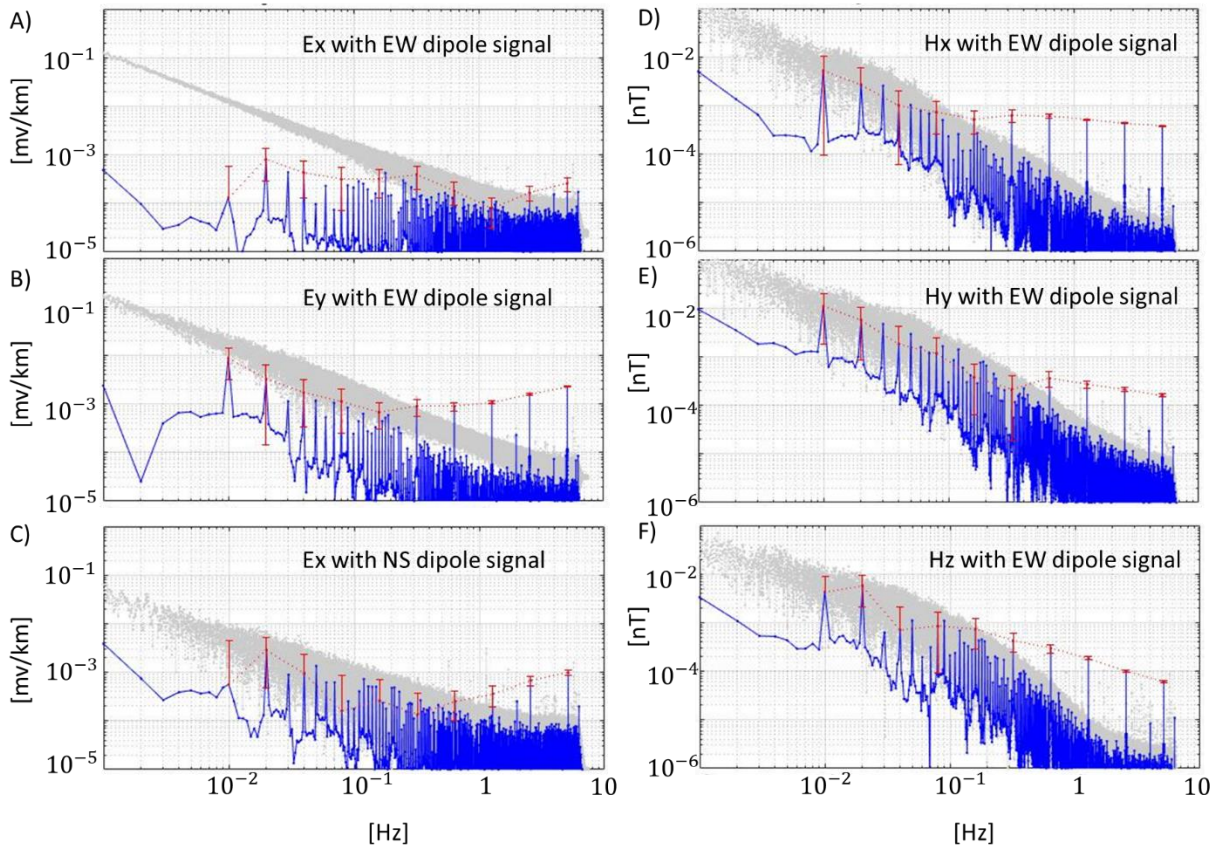 A)
Ex with EW dipole signal
10⁻¹
10⁻³
10⁻⁵
[mv/km]
B)
Ey with EW dipole signal
10⁻¹
10⁻³
10⁻⁵
[mv/km]
C)
Ex with NS dipole signal
10⁻¹
10⁻³
10⁻⁵
[mv/km]
10⁻² 10⁻¹ 1 10
[Hz]
D)
Hx with EW dipole signal
10⁻²
10⁻⁴
10⁻⁶
[nT]
E)
Hy with EW dipole signal
10⁻²
10⁻⁴
10⁻⁶
[nT]
F)
Hz with EW dipole signal
10⁻²
10⁻⁴
10⁻⁶
[nT]
10⁻² 10⁻¹ 1 10
[Hz]